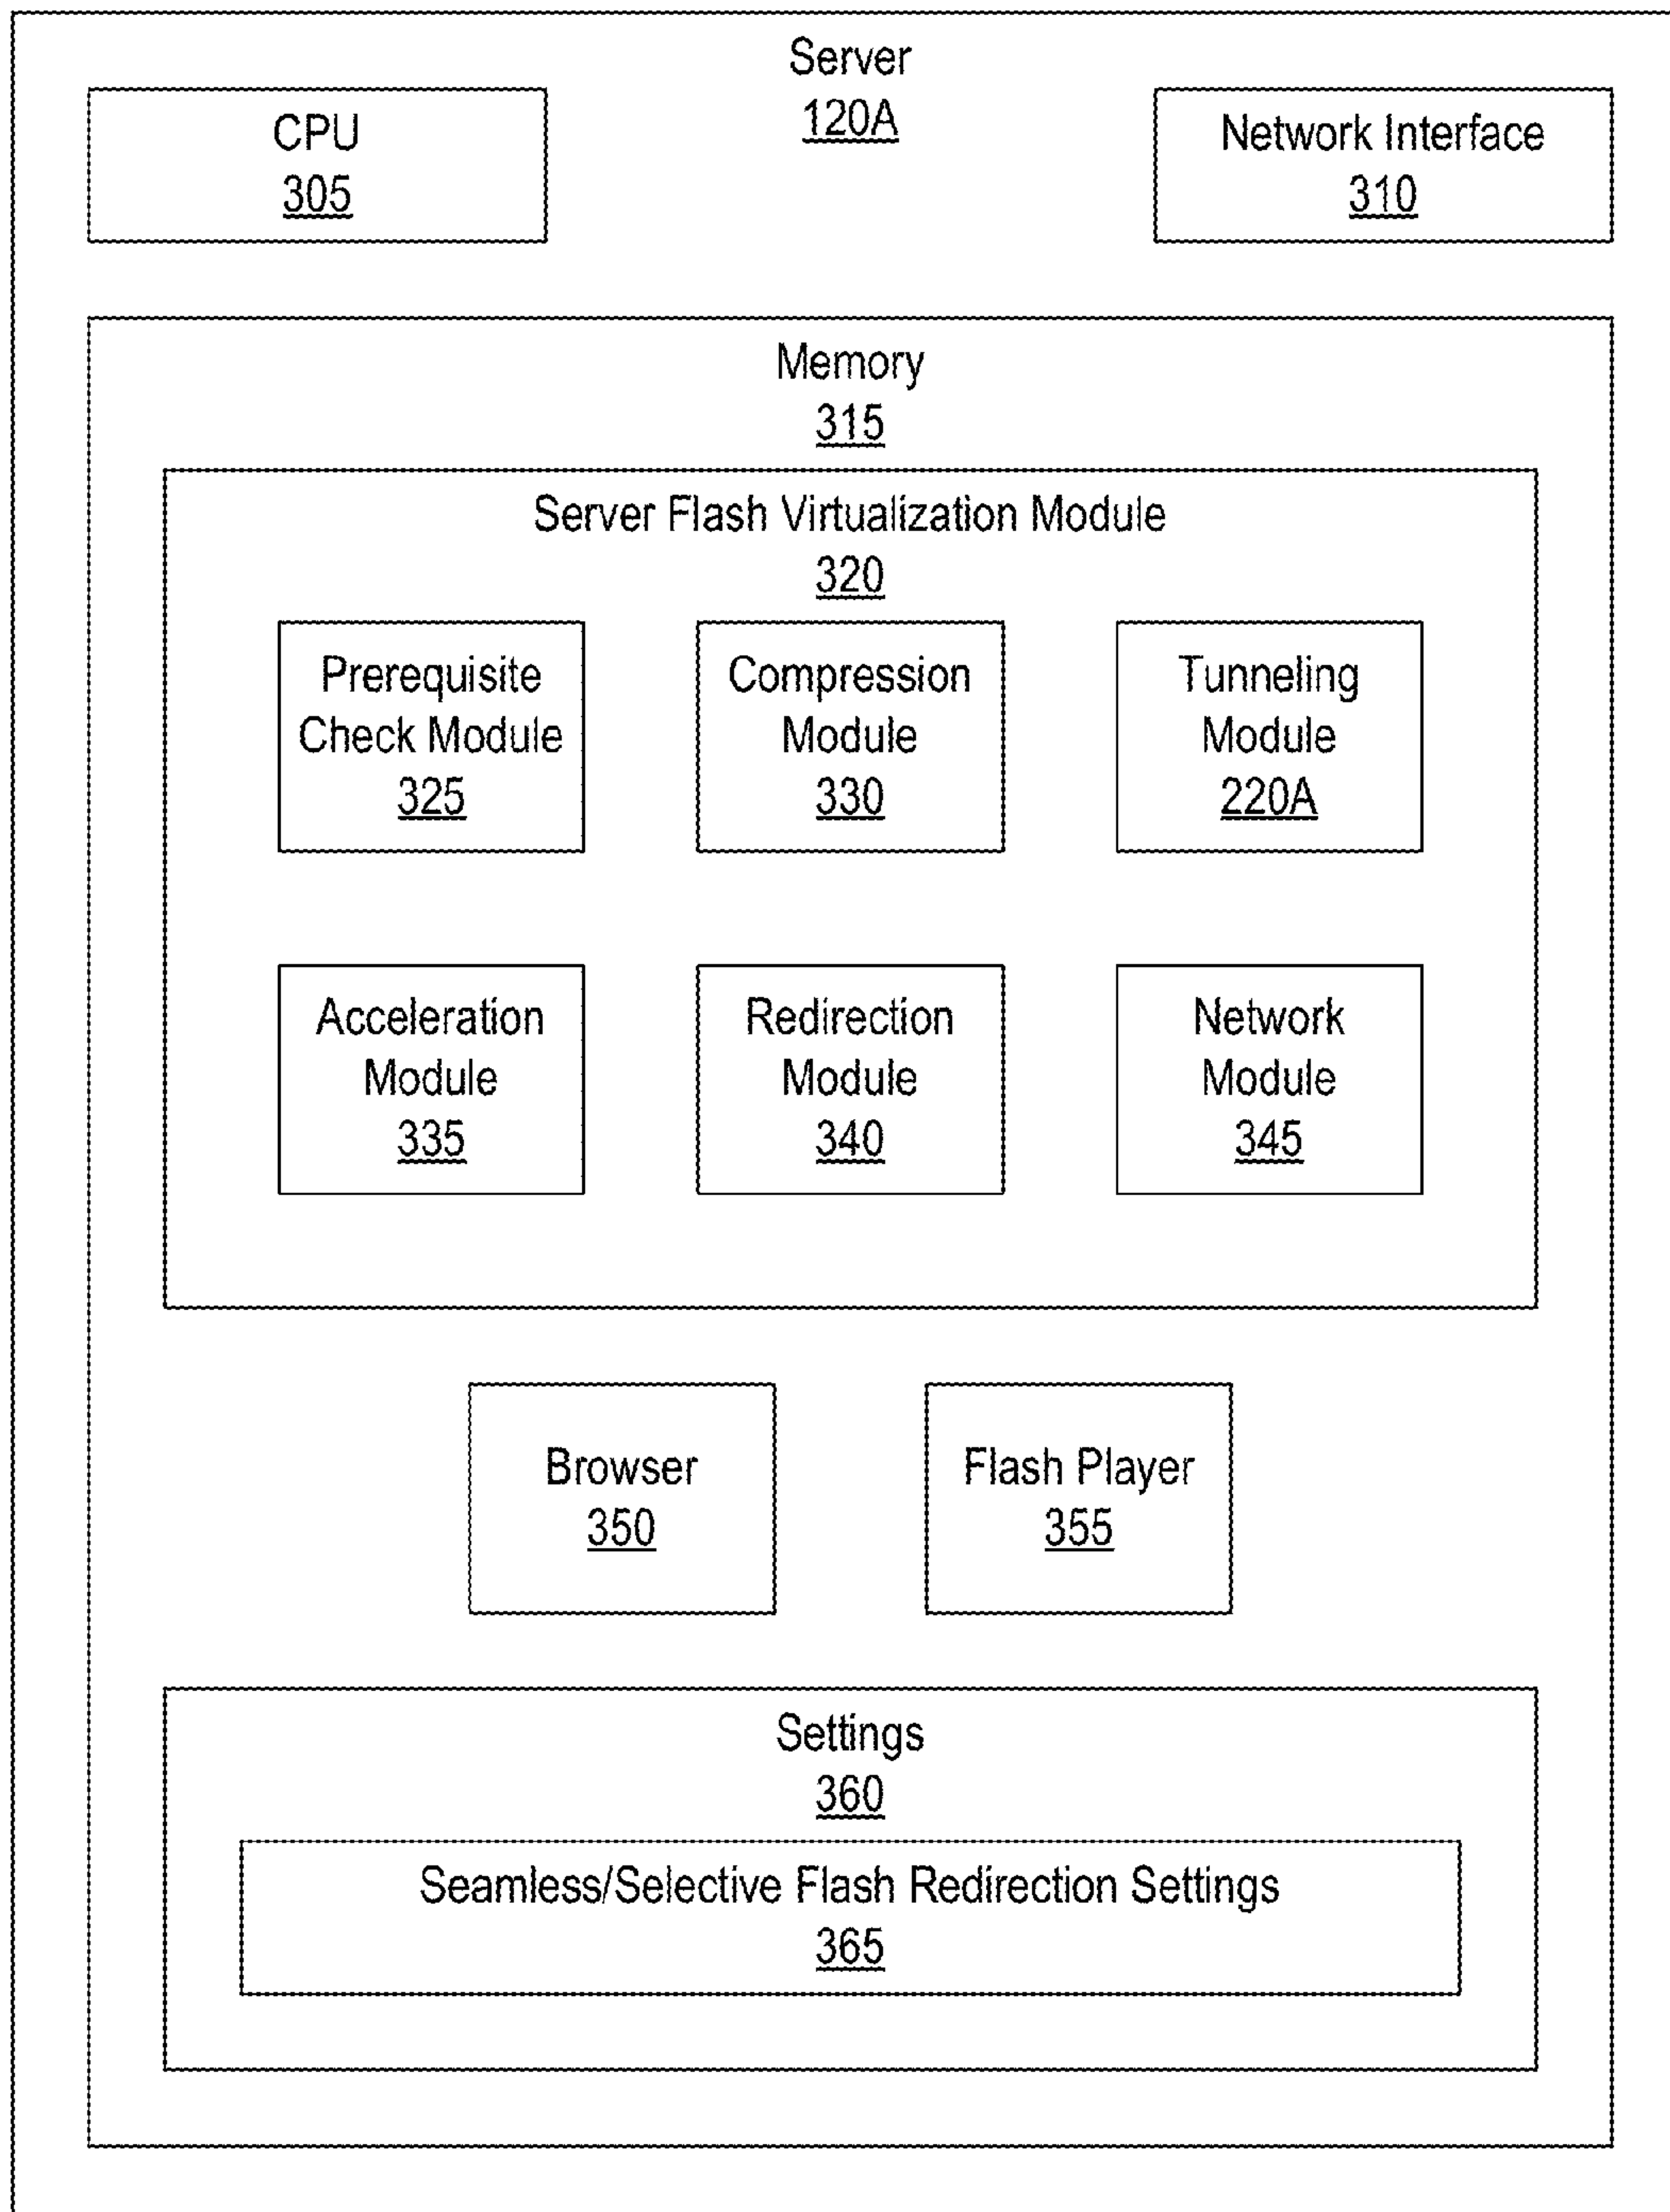 Server
120A
CPU
305
Network Interface
310
Memory
315
Server Flash Virtualization Module
320
Prerequisite
Check Module
325
Compression
Module
330
Tunneling
Module
220A
Acceleration
Module
335
Redirection
Module
340
Network
Module
345
Browser
350
Flash Player
355
Settings
360
Seamless/Selective Flash Redirection Settings
365